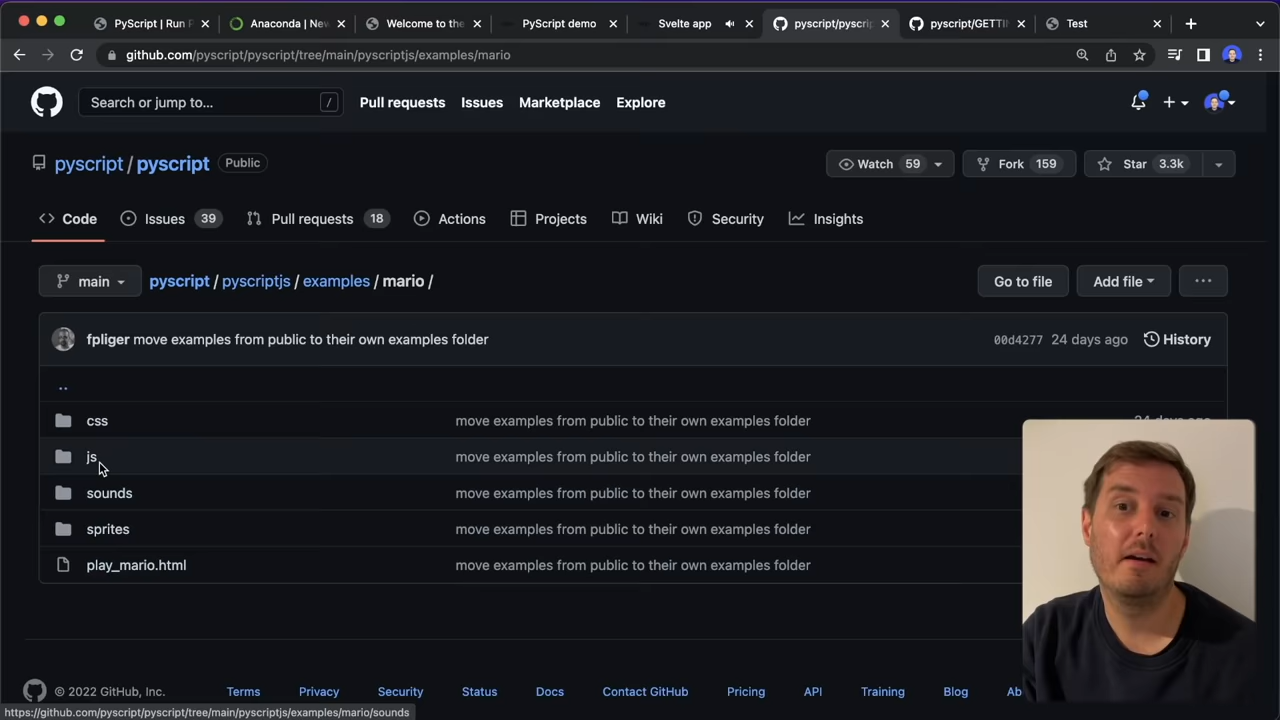 PyScript | Run P
Anaconda | New
Welcome to the
PyScript demo
Svelte app
pyscript/pyscrip
pyscript/GETTIN
Test
github.com/pyscript/pyscript/tree/main/pyscriptjs/examples/mario
Search or jump to... /
Pull requests
Issues
Marketplace
Explore
pyscript / pyscript Public
Watch 59
Fork 159
Star 3.3k
Code
Issues 39
Pull requests 18
Actions
Projects
Wiki
Security
Insights
main
pyscript / pyscriptjs / examples / mario /
Go to file
Add file
...
fpliger move examples from public to their own examples folder 00d4277 24 days ago History
..
css move examples from public to their own examples folder 24 days ago
js move examples from public to their own examples folder
sounds move examples from public to their own examples folder
sprites move examples from public to their own examples folder
play_mario.html move examples from public to their own examples folder
© 2022 GitHub, Inc. Terms Privacy Security Status Docs Contact GitHub Pricing API Training Blog Ab
https://github.com/pyscript/pyscript/tree/main/pyscriptjs/examples/mario/sounds